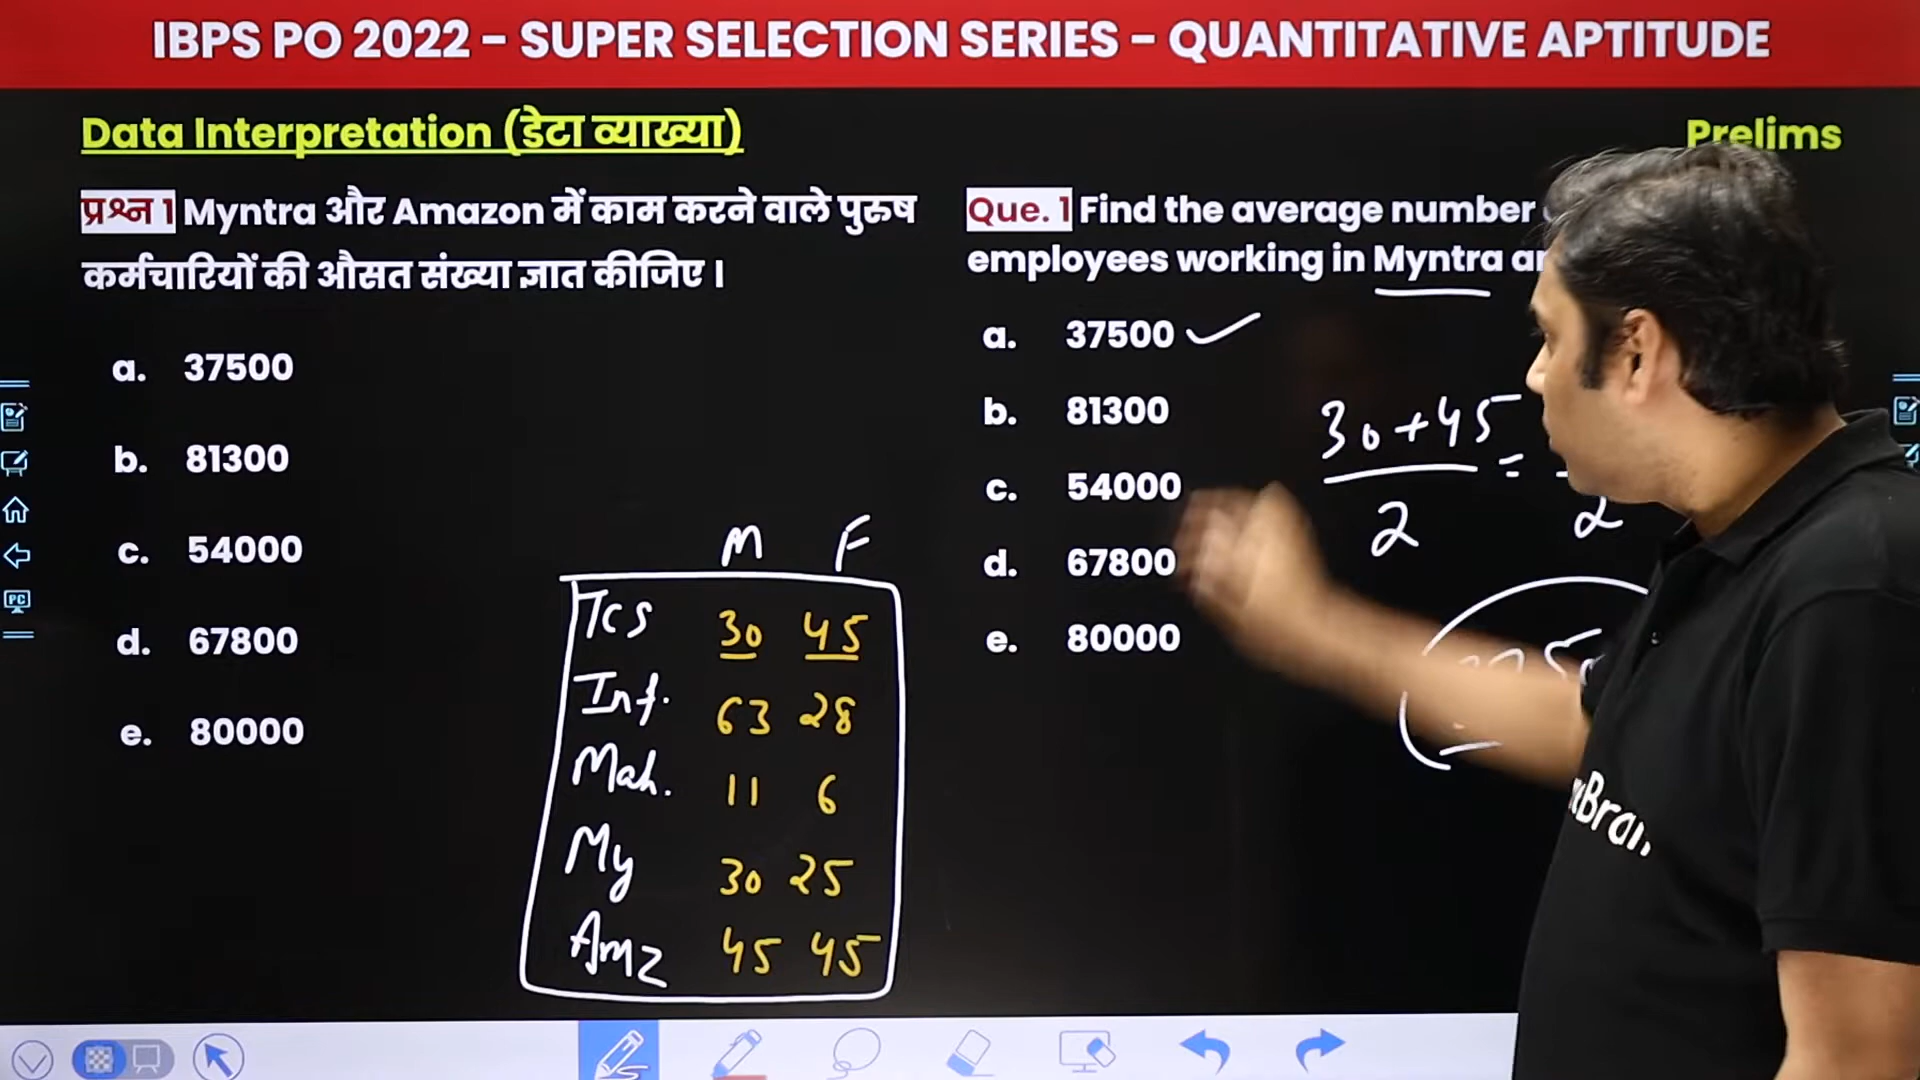 IBPS PO 2022 - SUPER SELECTION SERIES - QUANTITATIVE APTITUDE
Data Interpretation (डेटा व्याख्या)
Prelims
प्रश्न 1 Myntra और Amazon में काम करने वाले पुरुष
कर्मचारियों की औसत संख्या ज्ञात कीजिए ।
a. 37500
b. 81300
c. 54000
d. 67800
e. 80000
Que. 1 Find the average number
employees working in Myntra
a. 37500
b. 81300
c. 54000
d. 67800
e. 80000
30+45
=
2
2
M F
TCS 30 45
Inf. 63 28
Mah. 11 6
My 30 25
Amz 45 45
PC